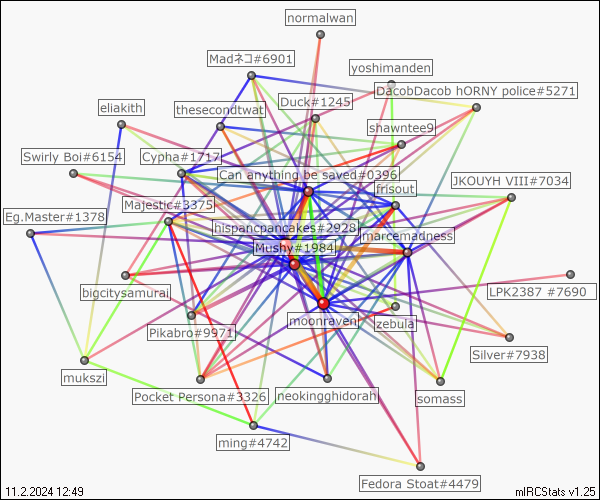 normalwan
Madネコ#6901
yoshimanden
DacobDacob hORNY police#5271
eliakith
thesecondtwat
Duck#1245
shawntee9
Swirly Boi#6154
Cypha#1717
Can anything be saved#0396
frisout
JKOUYH VIII#7034
Eg.Master#1378
Majestic#3375
hispancpancakes#2928
marcemadness
Mushy#1984
bigcitysamurai
LPK2387 #7690
Pikabro#9971
moonraven
zebula
Silver#7938
mukszi
Pocket Persona#3326
neokingghidorah
somass
ming#4742
Fedora Stoat#4479
11.2.2024 12:49
mIRCStats v1.25